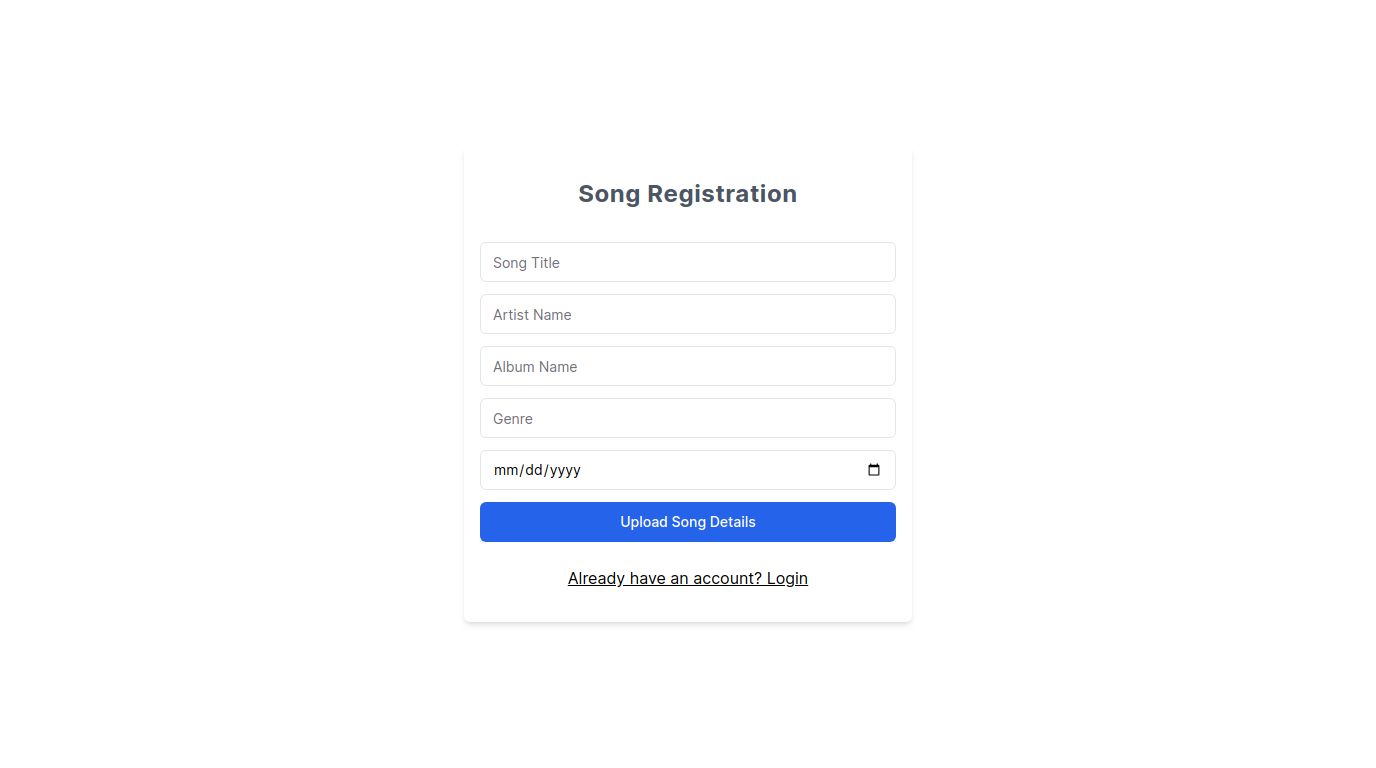 Song Registration
Song Title
Artist Name
Album Name
Genre
mm/dd/yyyy
Upload Song Details
Already have an account? Login